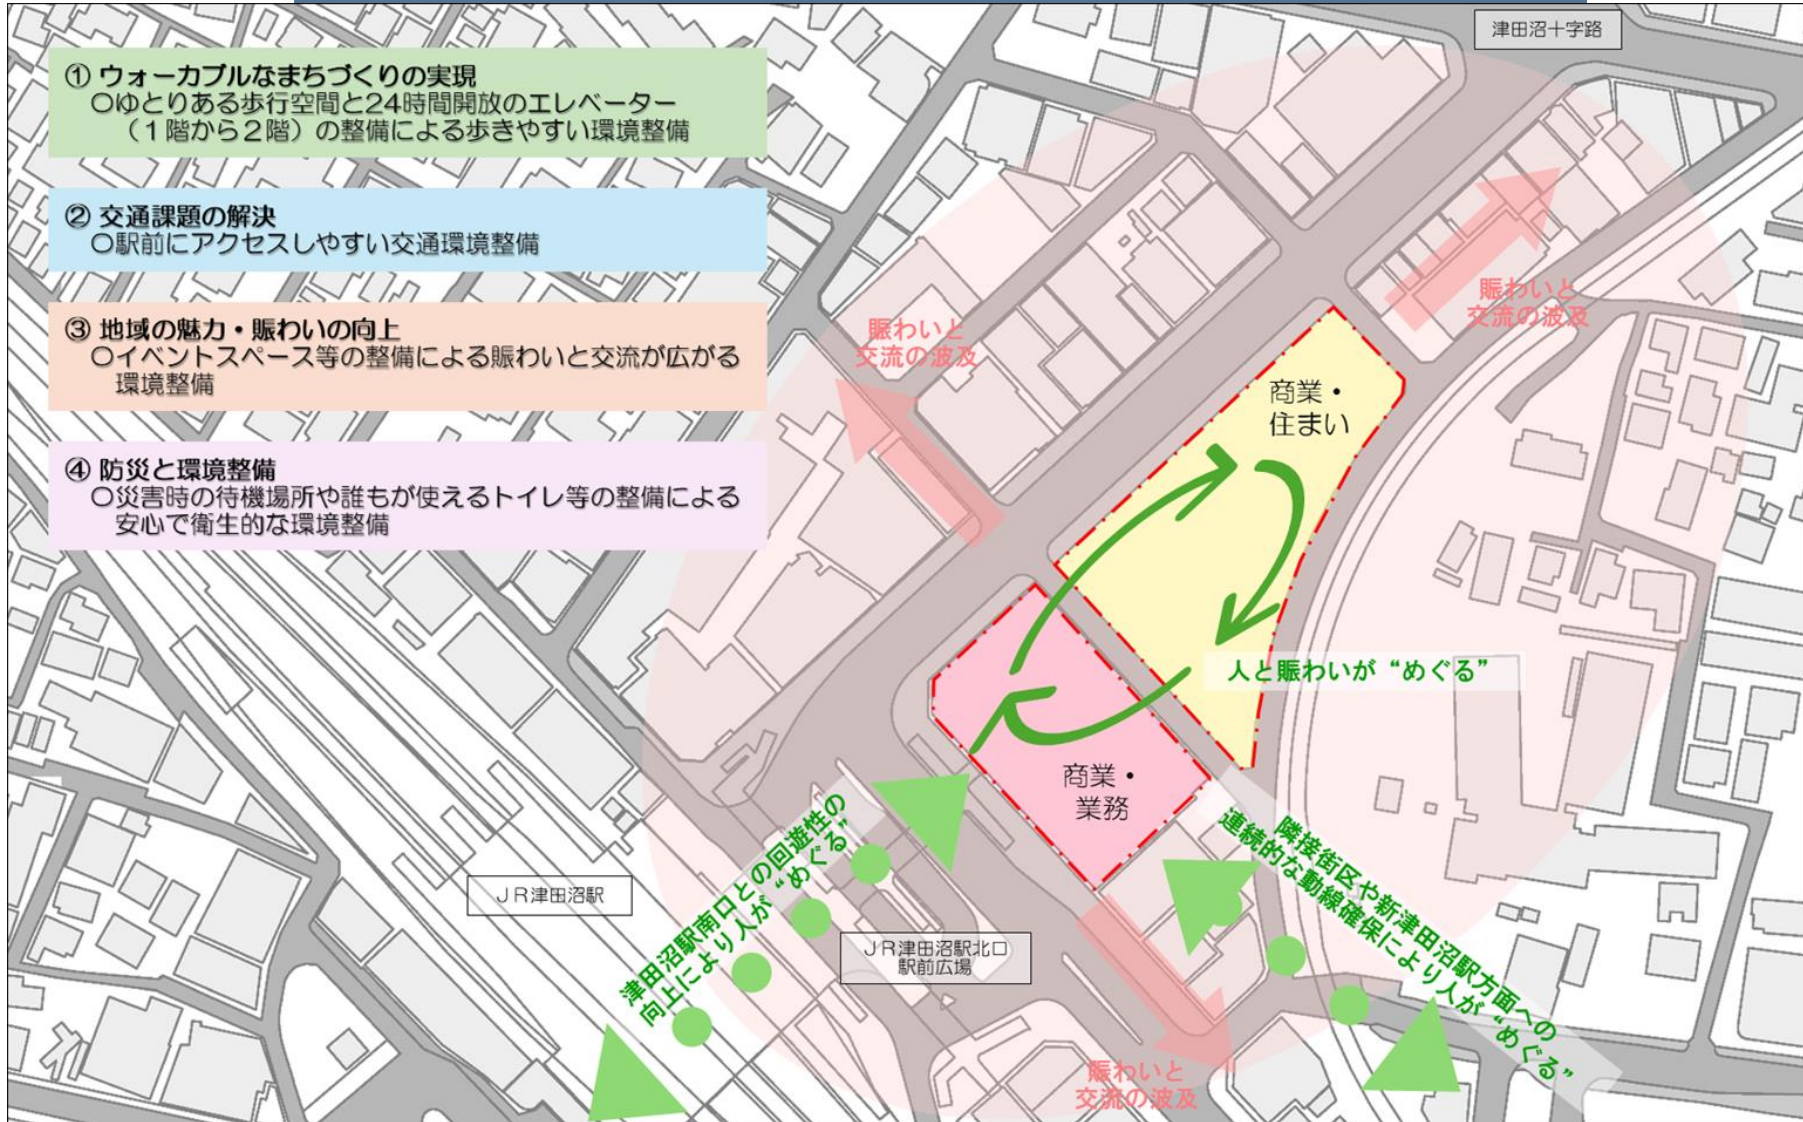 津田沼十字路
① ウォーカブルなまちづくりの実現
○ゆとりある歩行空間と24時間開放のエレベーター
（１階から２階）の整備による歩きやすい環境整備
② 交通課題の解決
○駅前にアクセスしやすい交通環境整備
③ 地域の魅力・賑わいの向上
○イベントスペース等の整備による賑わいと交流が広がる
環境整備
④ 防災と環境整備
○災害時の待機場所や誰もが使えるトイレ等の整備による
安心で衛生的な環境整備
賑わいと
交流の波及
賑わいと
交流の波及
商業・
住まい
人と賑わいが“めぐる”
商業・
業務
ＪＲ津田沼駅
ＪＲ津田沼駅北口
駅前広場
津田沼駅南口との回遊性の
向上により人が“めぐる”
隣接街区や新津田沼駅方面への
連続的な動線確保により人が“めぐる”
賑わいと
交流の波及